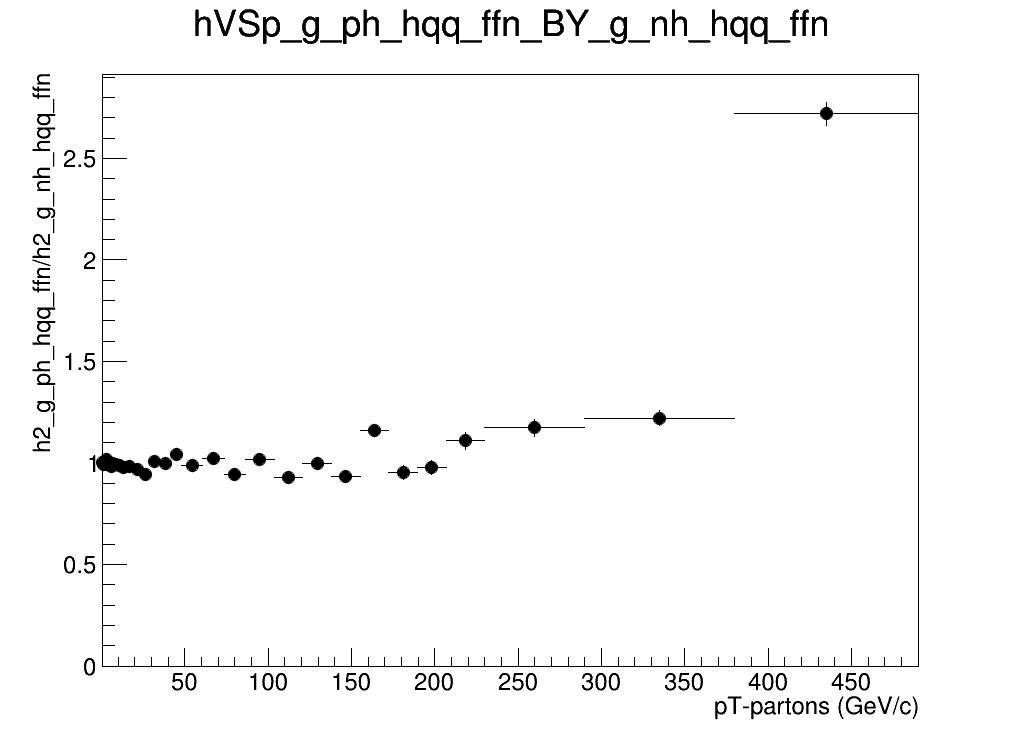 hVSp_g_ph_hqq_ffn_BY_g_nh_hqq_ffn
h2_g_ph_hqq_ffn/h2_g_nh_hqq_ffn
2.5
2
1.5
1
0.5
0
50 100 150 200 250 300 350 400 450
pT-partons (GeV/c)